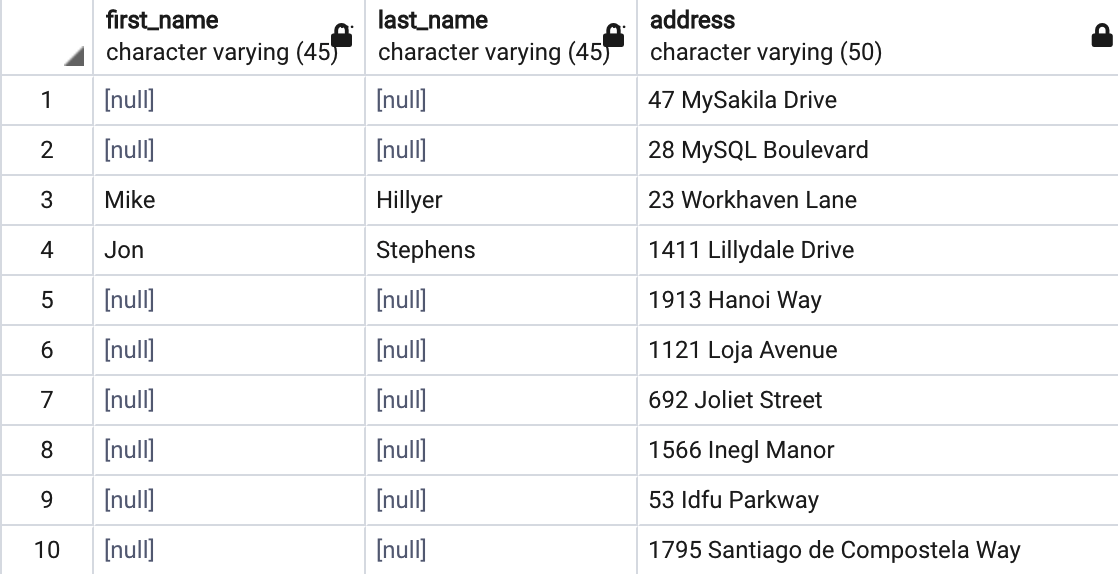 first_name last_name address
character varying (45) character varying (45) character varying (50)
1 [null] [null] 47 MySakila Drive
2 [null] [null] 28 MySQL Boulevard
3 Mike Hillyer 23 Workhaven Lane
4 Jon Stephens 1411 Lillydale Drive
5 [null] [null] 1913 Hanoi Way
6 [null] [null] 1121 Loja Avenue
7 [null] [null] 692 Joliet Street
8 [null] [null] 1566 Inegl Manor
9 [null] [null] 53 Idfu Parkway
10 [null] [null] 1795 Santiago de Compostela Way